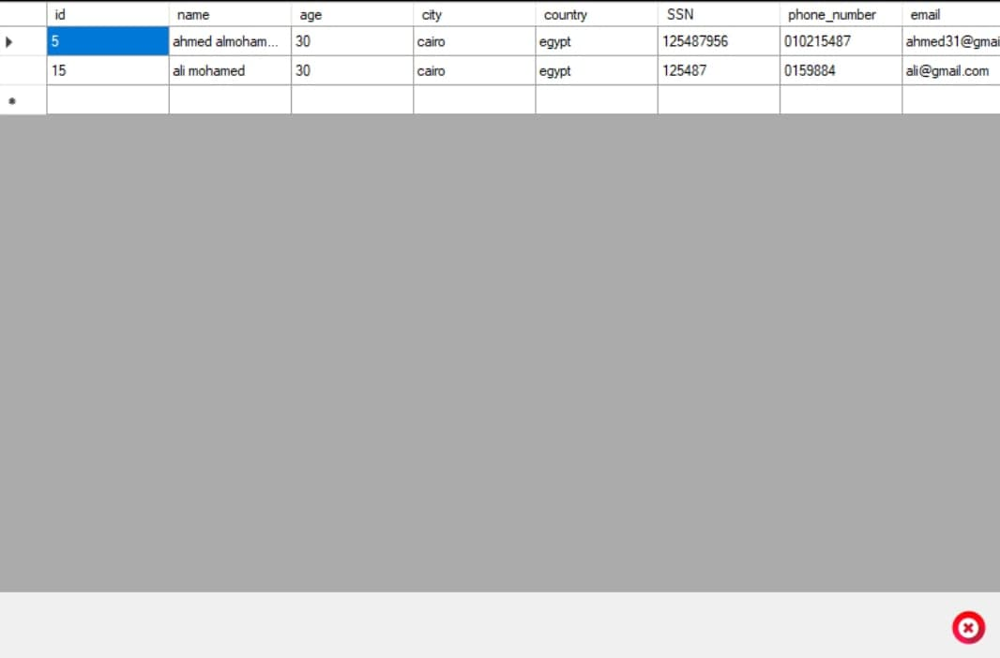 id name age city country SSN phone_number email
5 ahmed almoham... 30 cairo egypt 125487956 010215487 ahmed31@gmai
15 ali mohamed 30 cairo egypt 125487 0159884 ali@gmail.com